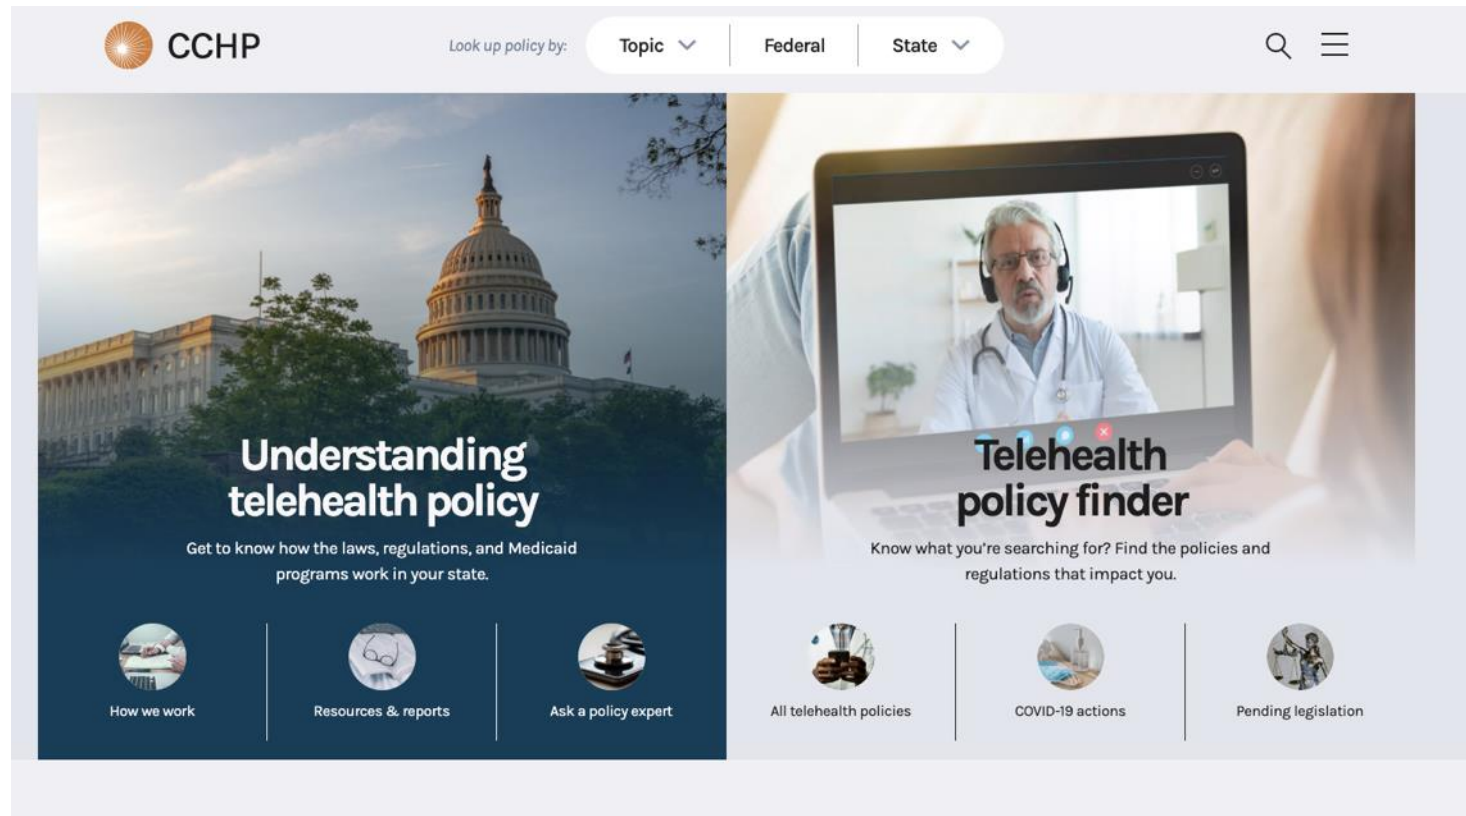 CCHP
Look up policy by:
Topic
Federal
State
Understanding
telehealth policy
Get to know how the laws, regulations, and Medicaid
programs work in your state.
How we work
Resources & reports
Ask a policy expert
Telehealth
policy finder
Know what you're searching for? Find the policies and
regulations that impact you.
All telehealth policies
COVID-19 actions
Pending legislation